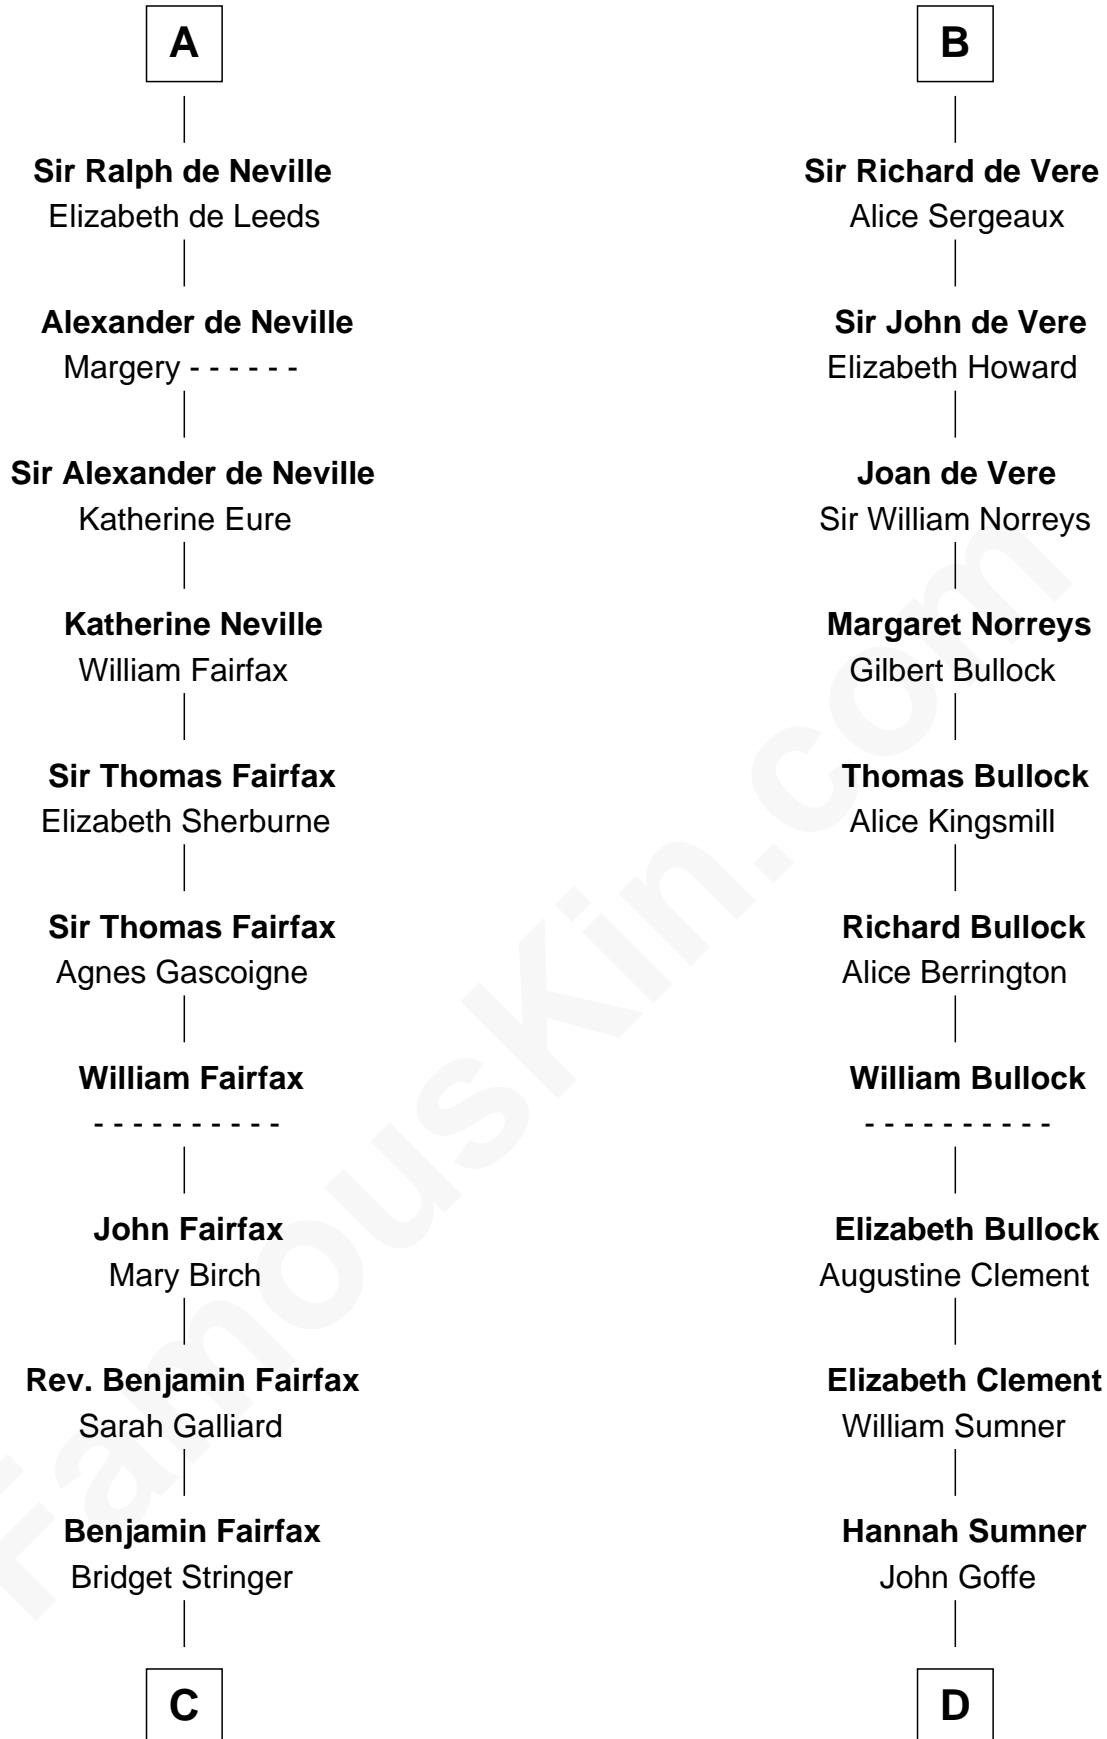 A
Sir Ralph de Neville
Elizabeth de Leeds
Alexander de Neville
Margery - - - - - -
Sir Alexander de Neville
Katherine Eure
Katherine Neville
William Fairfax
Sir Thomas Fairfax
Elizabeth Sherburne
Sir Thomas Fairfax
Agnes Gascoigne
William Fairfax
- - - - - - - - - -
John Fairfax
Mary Birch
Rev. Benjamin Fairfax
Sarah Galliard
Benjamin Fairfax
Bridget Stringer
C
B
Sir Richard de Vere
Alice Sergeaux
Sir John de Vere
Elizabeth Howard
Joan de Vere
Sir William Norreys
Margaret Norreys
Gilbert Bullock
Thomas Bullock
Alice Kingsmill
Richard Bullock
Alice Berrington
William Bullock
- - - - - - - - - -
Elizabeth Bullock
Augustine Clement
Elizabeth Clement
William Sumner
Hannah Sumner
John Goffe
D
FamousKin.com